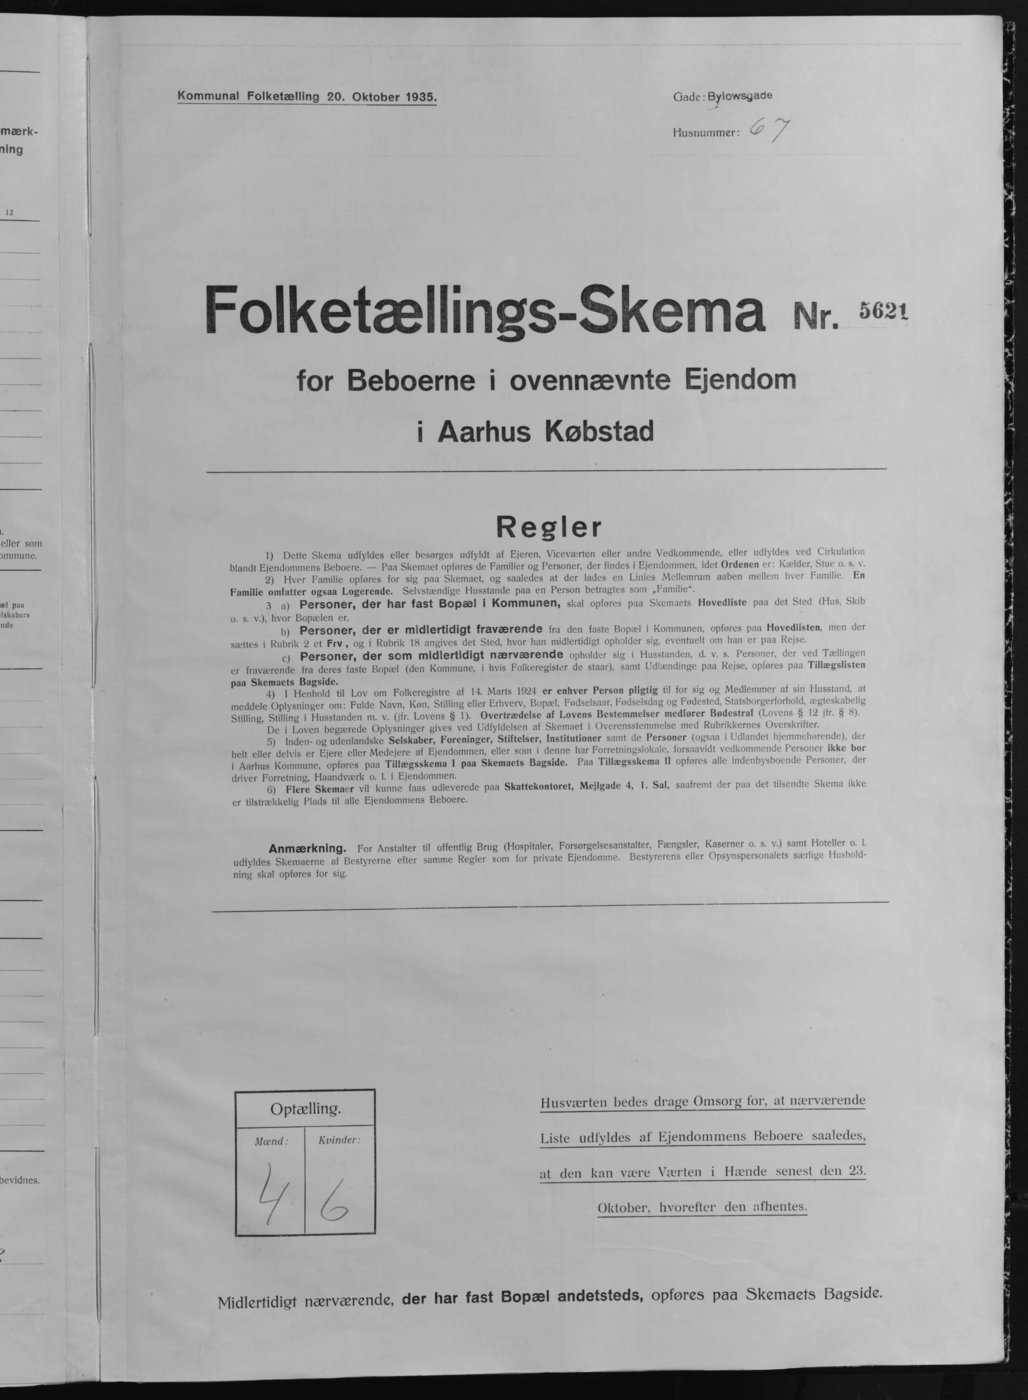 mærk-
ning
12
eller som
ommune.
æl paa
lskabers
nde
bevidnes.
Kommunal Folketælling 20. Oktober 1935.
Gade: Bylowsgade
Husnummer: 67
Folketællings-Skema Nr. 5621
for Beboerne i ovennævnte Ejendom
i Aarhus Købstad
Regler
1) Dette Skema udfyldes eller besørges udfyldt af Ejeren, Viceværten eller andre Vedkommende, eller udfyldes ved Cirkulation
blandt Ejendommens Beboere. — Paa Skemaet opføres de Familier og Personer, der findes i Ejendommen, idet Ordenen er: Kælder, Stue o. s. v.
2) Hver Familie opføres for sig paa Skemaet, og saaledes at der lades en Linies Mellemrum aaben mellem hver Familie. En
Familie omfatter ogsaa Logerende. Selvstændige Husstande paa en Person betragtes som „Familie“.
3 a) Personer, der har fast Bopæl i Kommunen, skal opføres paa Skemaets Hovedliste paa det Sted (Hus, Skib
o. s. v.), hvor Bopælen er.
b) Personer, der er midlertidigt fraværende fra den faste Bopæl i Kommunen, opføres paa Hovedlisten, men der
sættes i Rubrik 2 et Frv., og i Rubrik 18 angives det Sted, hvor han midlertidigt opholder sig, eventuelt om han er paa Rejse.
c) Personer, der som midlertidigt nærværende opholder sig i Husstanden, d. v. s. Personer, der ved Tællingen
er fraværende fra deres faste Bopæl (den Kommune, i hvis Folkeregister de staar), samt Udlændinge paa Rejse, opføres paa Tillægslisten
paa Skemaets Bagside.
4) I Henhold til Lov om Folkeregistre af 14. Marts 1924 er enhver Person pligtig til for sig og Medlemmer af sin Husstand, at
meddele Oplysninger om: Fulde Navn, Køn, Stilling eller Erhverv, Bopæl, Fødselsaar, Fødselsdag og Fødested, Statsborgerforhold, ægteskabelig
Stilling, Stilling i Husstanden m. v. (jfr. Lovens § 1). Overtrædelse af Lovens Bestemmelser medfører Bødestraf (Lovens § 12 jfr. § 8).
De i Loven begærede Oplysninger gives ved Udfyldelsen af Skemaet i Overensstemmelse med Rubrikkernes Overskrifter.
5) Inden- og udenlandske Selskaber, Foreninger, Stiftelser, Institutioner samt de Personer (ogsaa i Udlandet hjemmehørende), der
helt eller delvis er Ejere eller Medejere af Ejendommen, eller som i denne har Forretningslokale, forsaavidt vedkommende Personer ikke bor
i Aarhus Kommune, opføres paa Tillægsskema I paa Skemaets Bagside. Paa Tillægsskema II opføres alle indenbysboende Personer, der
driver Forretning, Haandværk o. l. i Ejendommen.
6) Flere Skemaer vil kunne faas udleverede paa Skattekontoret, Mejlgade 4, 1. Sal, saafremt der paa det tilsendte Skema ikke
er tilstrækkelig Plads til alle Ejendommens Beboere.
Anmærkning. For Anstalter til offentlig Brug (Hospitaler, Forsørgelsesanstalter, Fængsler, Kaserner o. s. v.) samt Hoteller o. l.
udfyldes Skemaerne af Bestyrerne efter samme Regler som for private Ejendomme. Bestyrerens eller Opsynspersonalets særlige Hushold-
ning skal opføres for sig.
Optælling.
Mænd: Kvinder:
4 6
Husværten bedes drage Omsorg for, at nærværende
Liste udfyldes af Ejendommens Beboere saaledes,
at den kan være Værten i Hænde senest den 23.
Oktober, hvorefter den afhentes.
Midlertidigt nærværende, der har fast Bopæl andetsteds, opføres paa Skemaets Bagside.